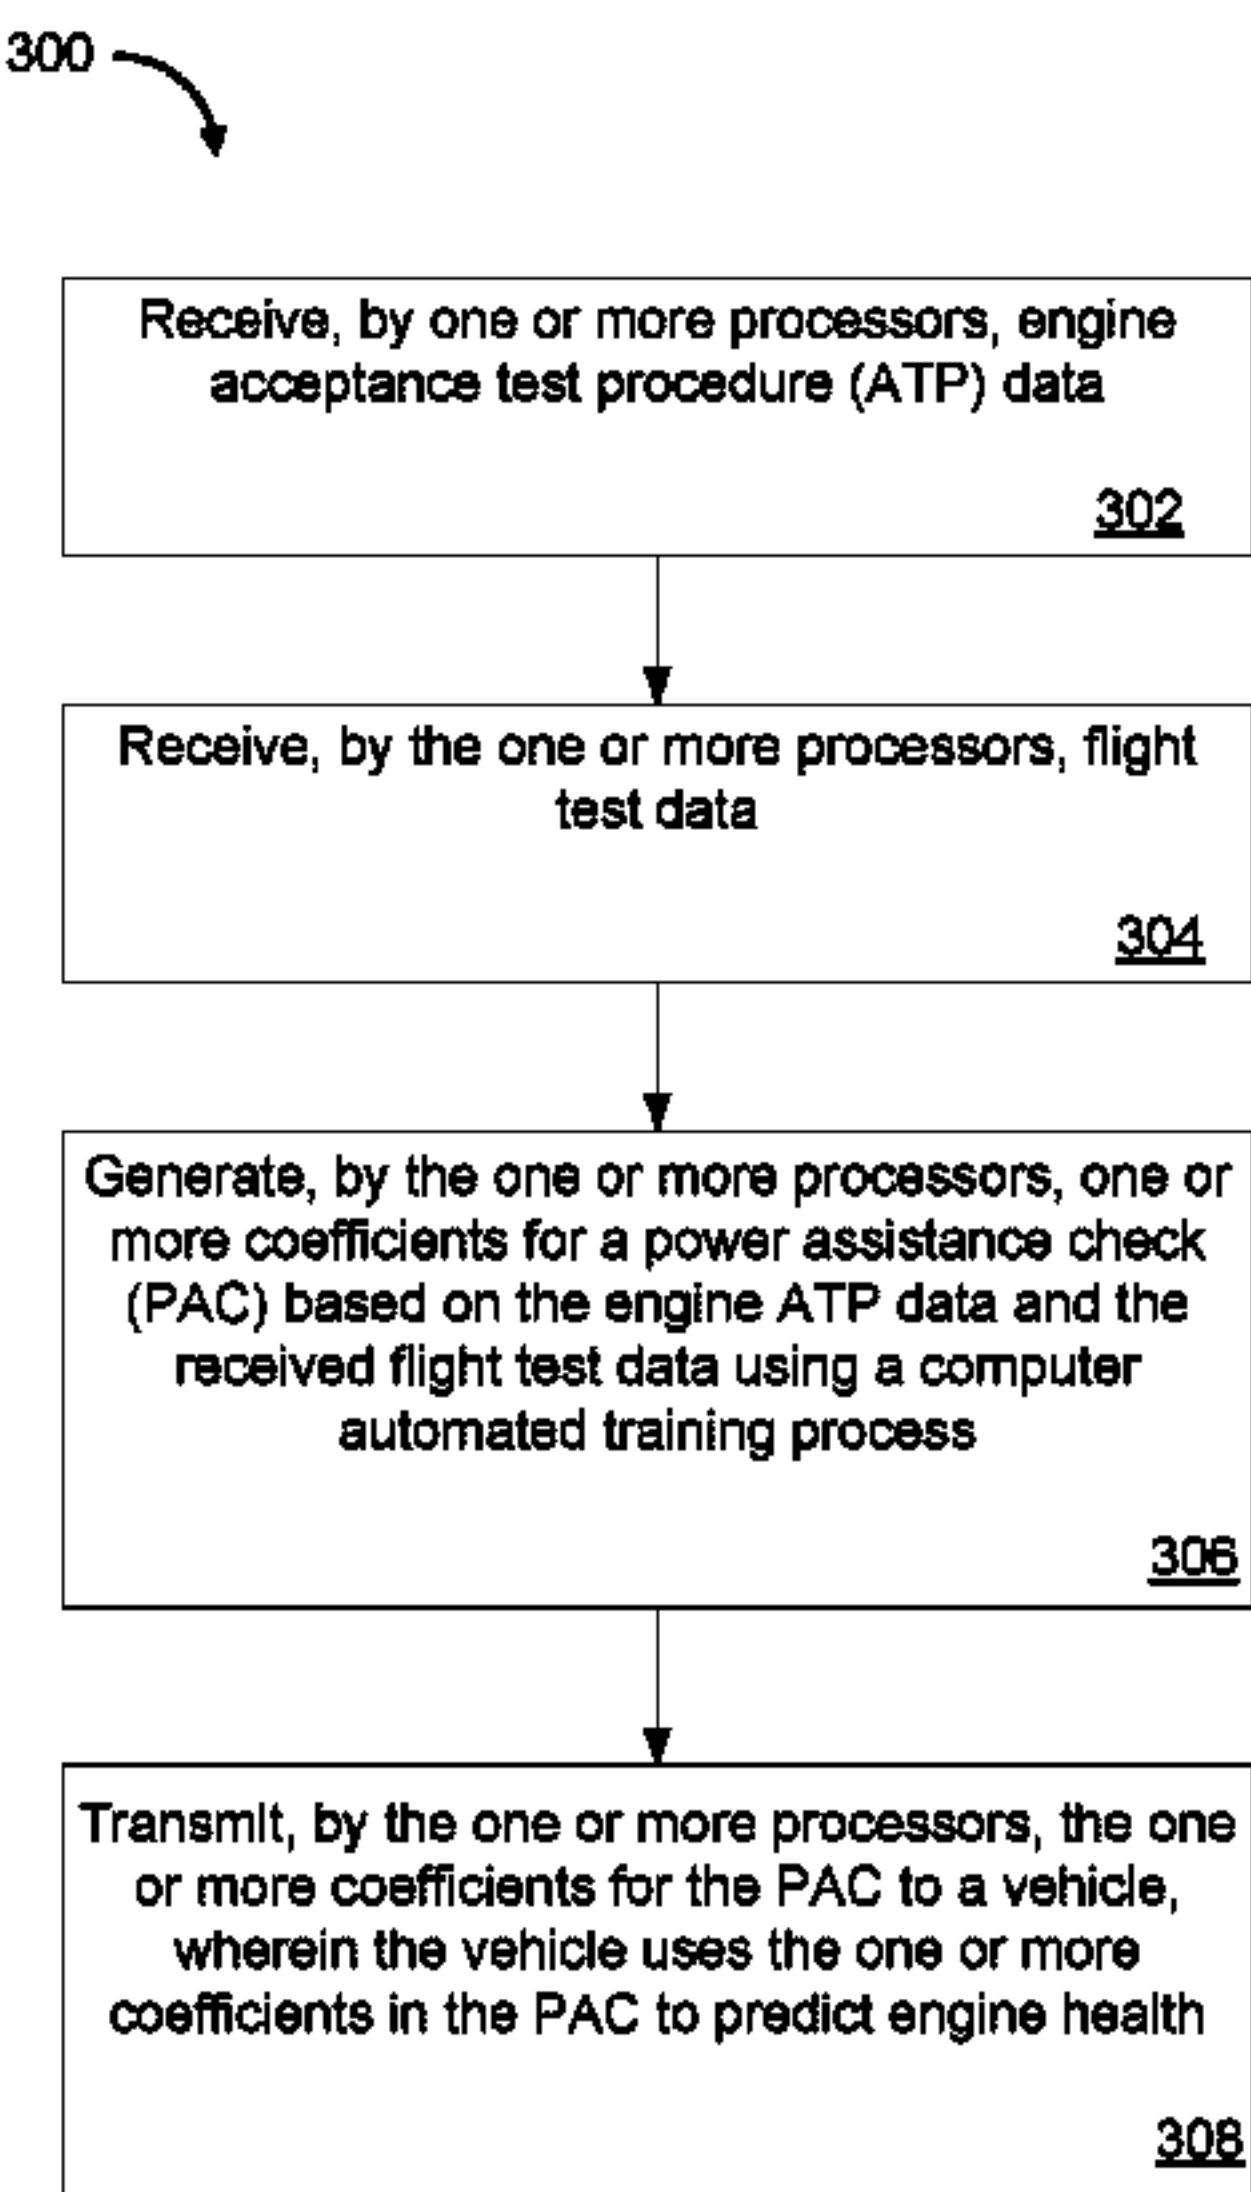 300
Receive, by one or more processors, engine
acceptance test procedure (ATP) data
302
Receive, by the one or more processors, flight
test data
304
Generate, by the one or more processors, one or
more coefficients for a power assistance check
(PAC) based on the engine ATP data and the
received flight test data using a computer
automated training process
306
Transmit, by the one or more processors, the one
or more coefficients for the PAC to a vehicle,
wherein the vehicle uses the one or more
coefficients in the PAC to predict engine health
308